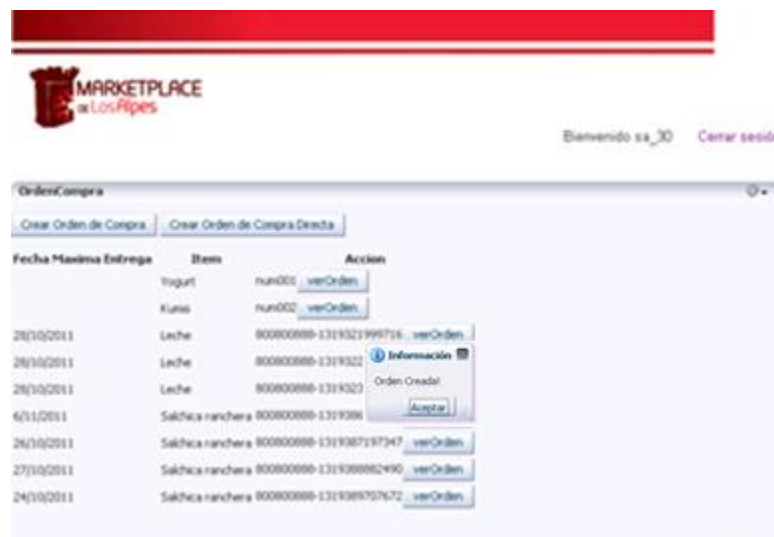 MARKETPLACE
DE Los Alpes
Bienvenido sa_30 Cerrar sesió
OrdenCompra
Crear Orden de Compra Crear Orden de Compra Directa
Fecha Maxima Entrega Item Accion
Yogurt num001 verOrden
Kumis num002 verOrden
28/10/2011 Leche 800800888-1319321999716 verOrden
28/10/2011 Leche 800800888-1319322
28/10/2011 Leche 800800888-1319323
6/11/2011 Salchica ranchera 800800888-1319386
Información
Orden Creada!
Aceptar
26/10/2011 Salchica ranchera 800800888-1319387197347 verOrden
27/10/2011 Salchica ranchera 800800888-1319388882490 verOrden
24/10/2011 Salchica ranchera 800800888-1319389707672 verOrden